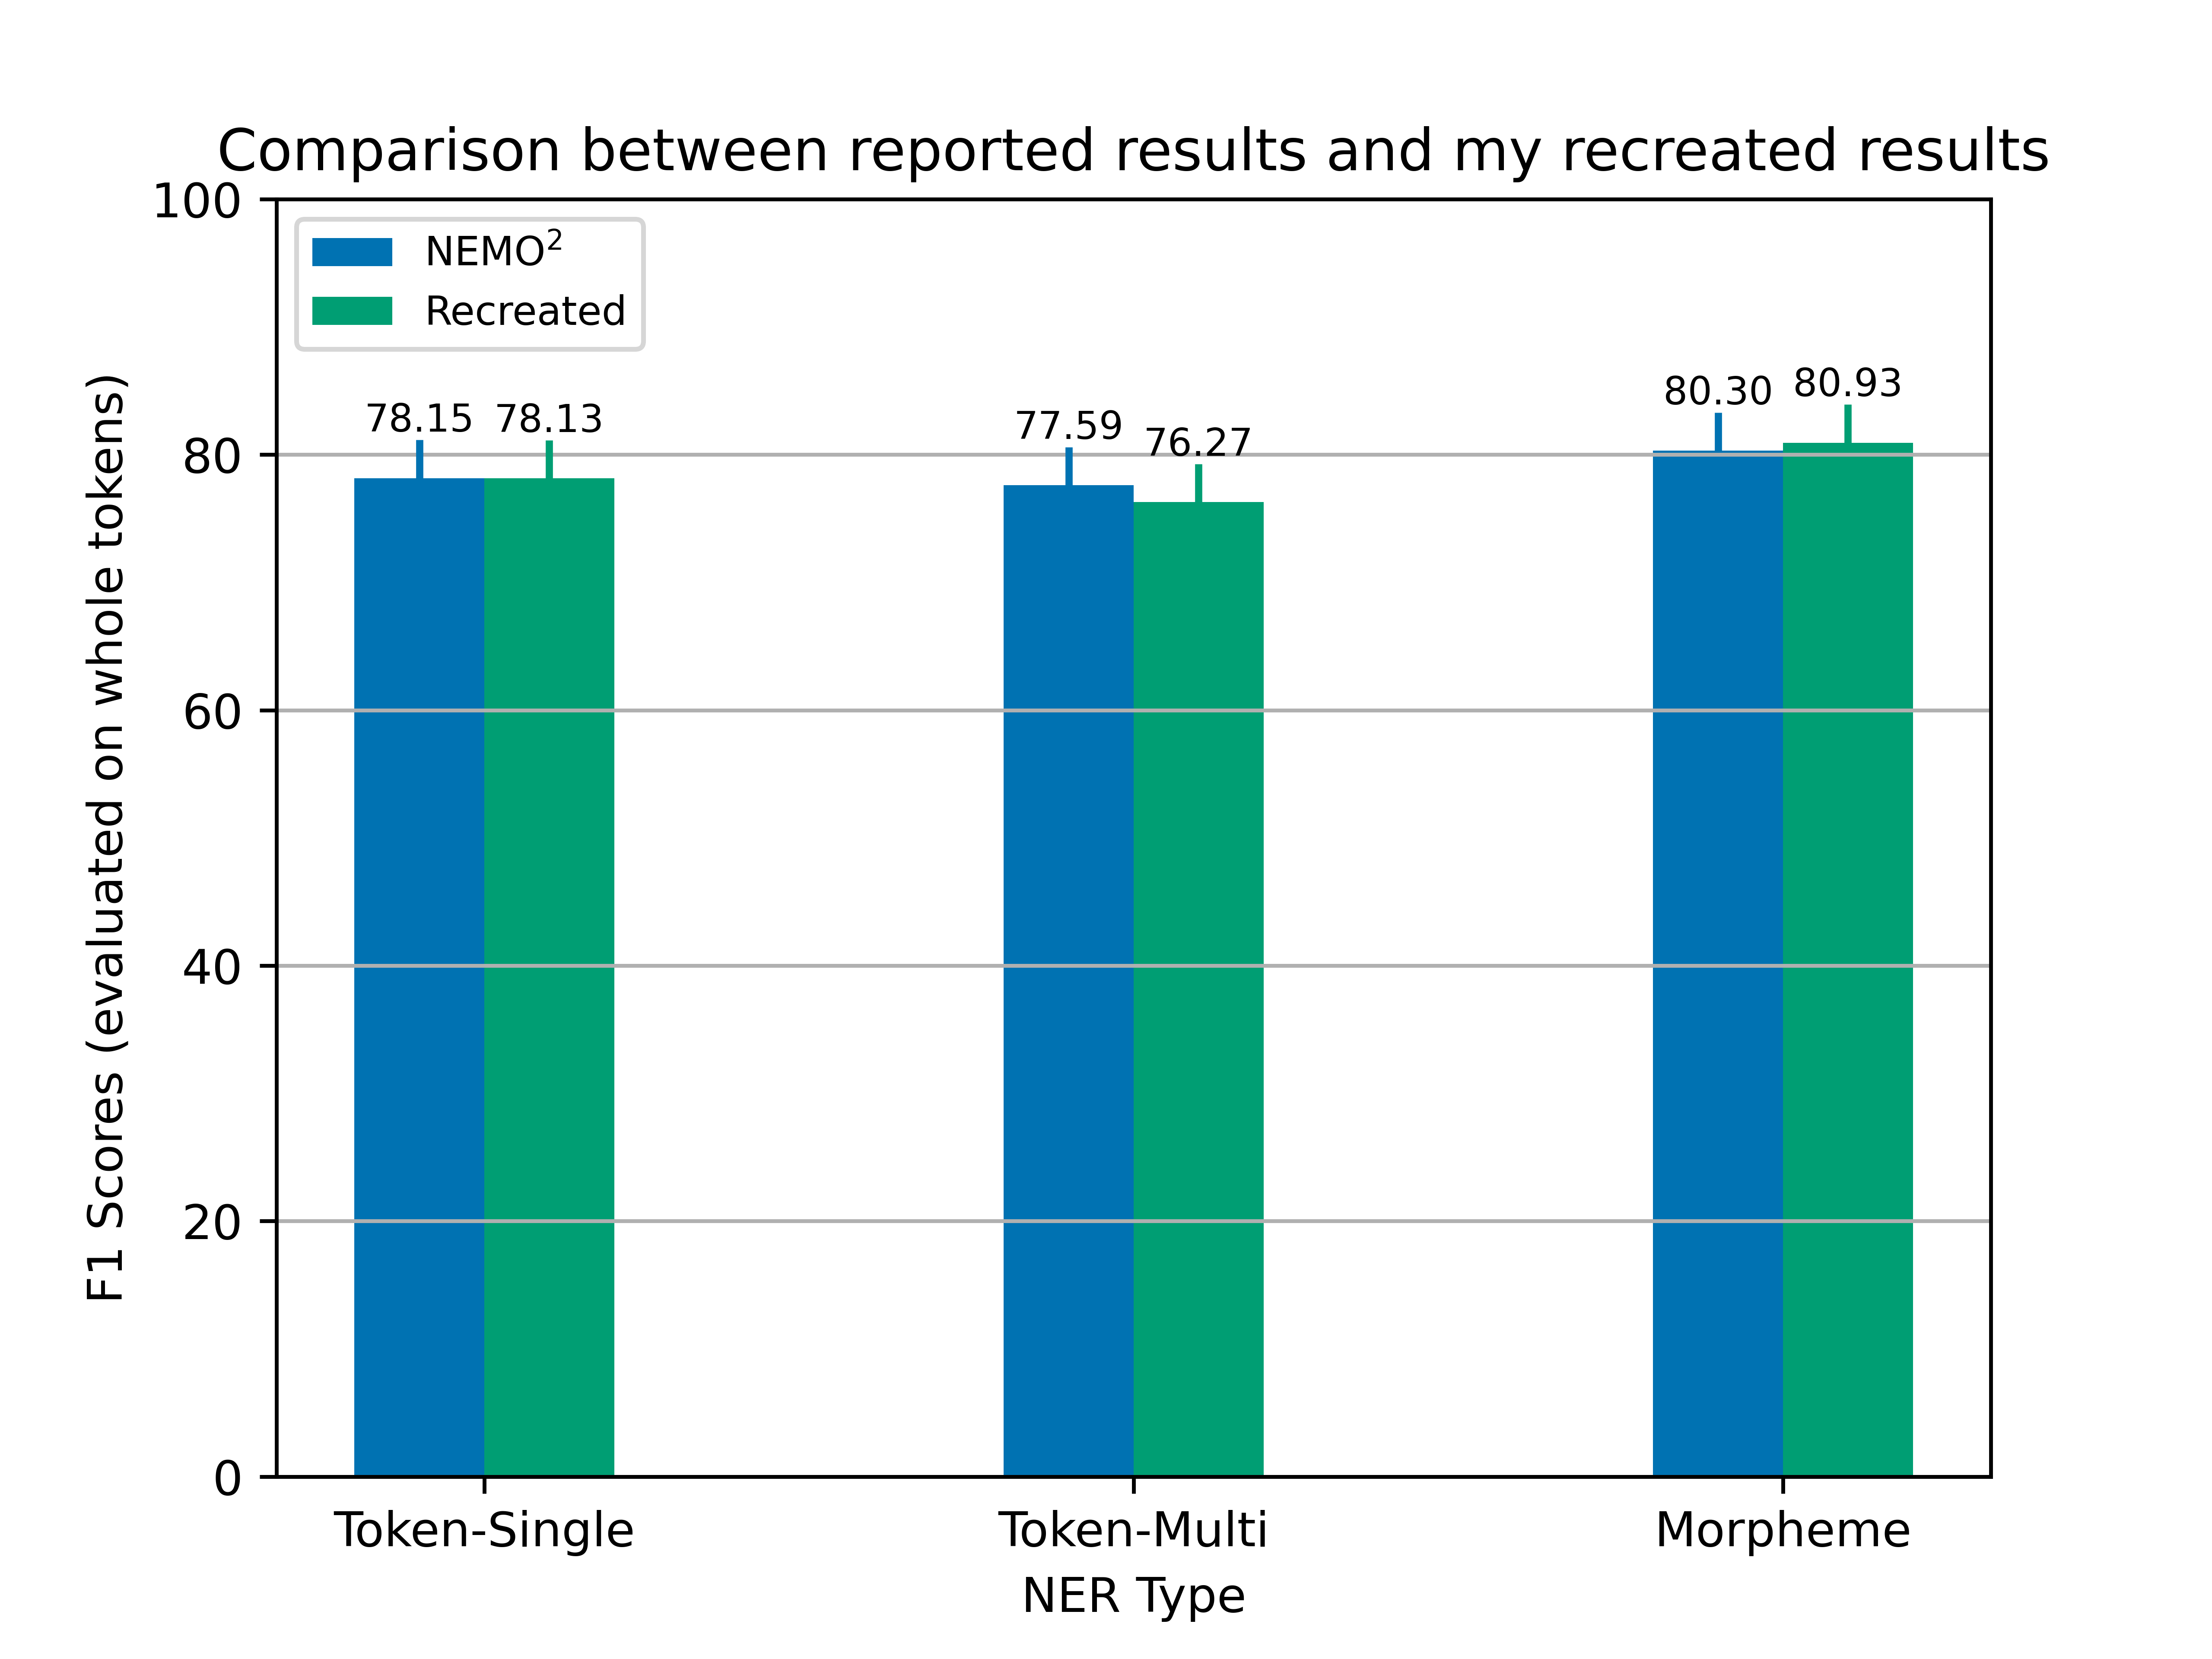 Comparison between reported results and my recreated results
100
NEMO²
Recreated
78.15 78.13
77.59 76.27
80.30 80.93
80
60
40
20
0
F1 Scores (evaluated on whole tokens)
Token-Single Token-Multi Morpheme
NER Type